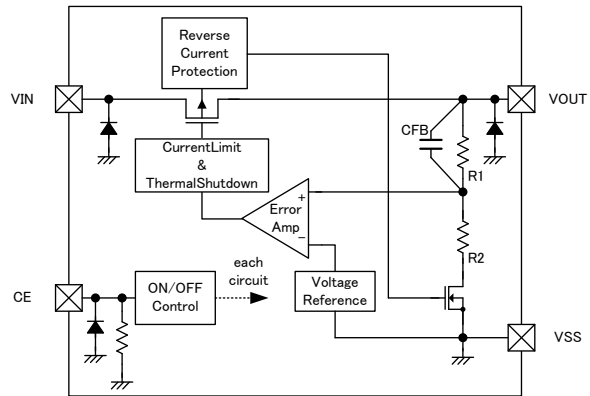 Reverse
Current
Protection
VIN
VOUT
CFB
R1
CurrentLimit
&
ThermalShutdown
+
Error
Amp
−
R2
each
circuit
CE
ON/OFF
Control
Voltage
Reference
VSS